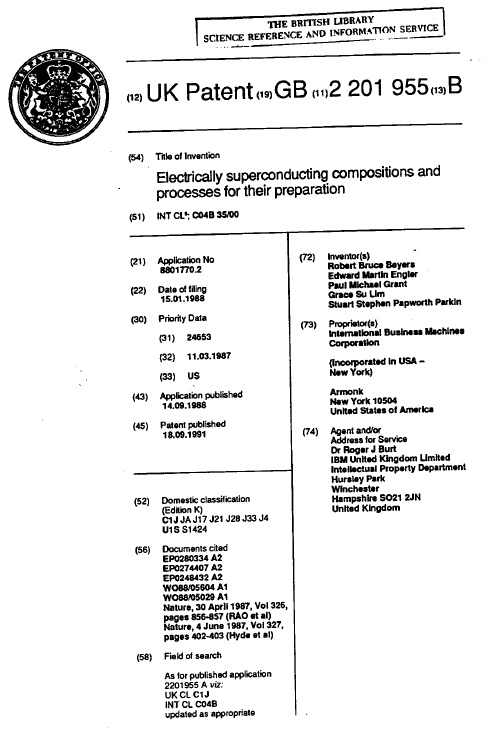 THE BRITISH LIBRARY
SCIENCE REFERENCE AND INFORMATION SERVICE
THE PATENT OFFICE
(12) UK Patent (19) GB (11) 2 201 955 (13) B
(54) Title of Invention
Electrically superconducting compositions and
processes for their preparation
(51) INT CL⁴; C04B 35/00
(21) Application No
8801770.2
(22) Date of filing
15.01.1988
(30) Priority Data
(31) 24653
(32) 11.03.1987
(33) US
(43) Application published
14.09.1988
(45) Patent published
18.09.1991
(52) Domestic classification
(Edition K)
C1J JA J17 J21 J28 J33 J4
U1S S1424
(56) Documents cited
EP0280334 A2
EP0274407 A2
EP0248432 A2
WO88/05604 A1
WO88/05029 A1
Nature, 30 April 1987, Vol 326,
pages 856-857 (RAO et al)
Nature, 4 June 1987, Vol 327,
pages 402-403 (Hyde et al)
(58) Field of search
As for published application
2201955 A viz:
UK CL C1J
INT CL C04B
updated as appropriate
(72) Inventor(s)
Robert Bruce Beyers
Edward Martin Engler
Paul Michael Grant
Grace Su Lim
Stuart Stephen Papworth Parkin
(73) Proprietor(s)
International Business Machines
Corporation
(Incorporated in USA –
New York)
Armonk
New York 10504
United States of America
(74) Agent and/or
Address for Service
Dr Roger J Burt
IBM United Kingdom Limited
Intellectual Property Department
Hursley Park
Winchester
Hampshire SO21 2JN
United Kingdom